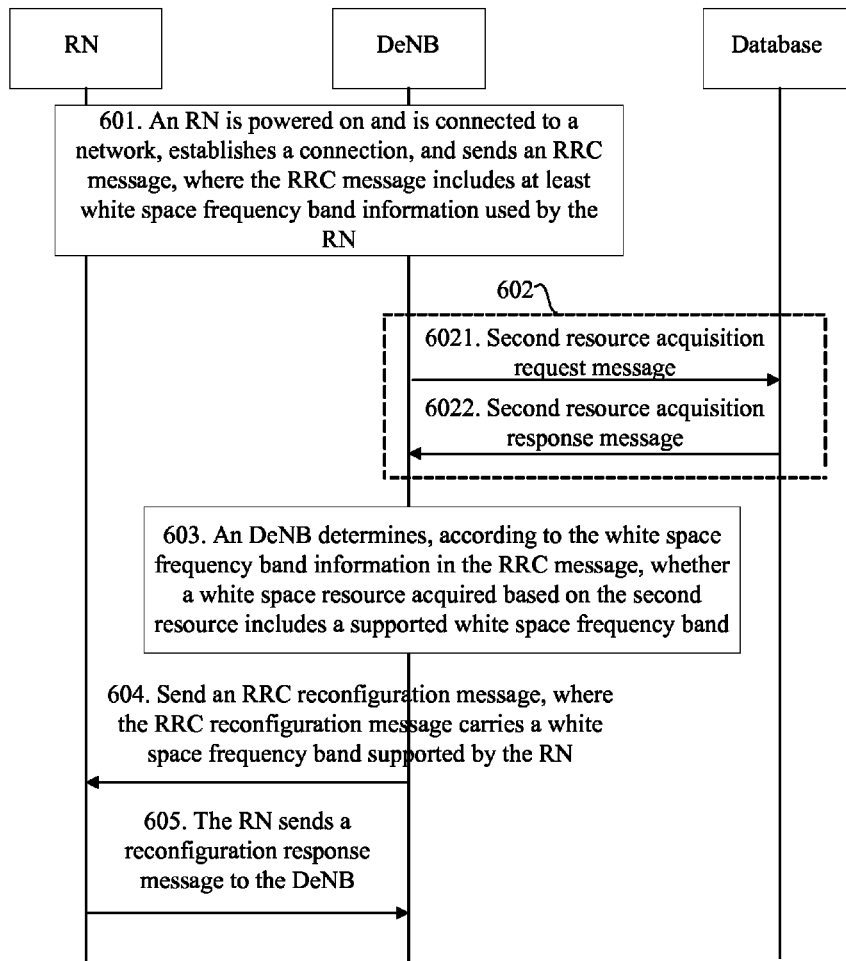 RN
DeNB
Database
601. An RN is powered on and is connected to a
network, establishes a connection, and sends an RRC
message, where the RRC message includes at least
white space frequency band information used by the
RN
602
6021. Second resource acquisition
request message
6022. Second resource acquisition
response message
603. An DeNB determines, according to the white space
frequency band information in the RRC message, whether
a white space resource acquired based on the second
resource includes a supported white space frequency band
604. Send an RRC reconfiguration message, where
the RRC reconfiguration message carries a white
space frequency band supported by the RN
605. The RN sends a
reconfiguration response
message to the DeNB